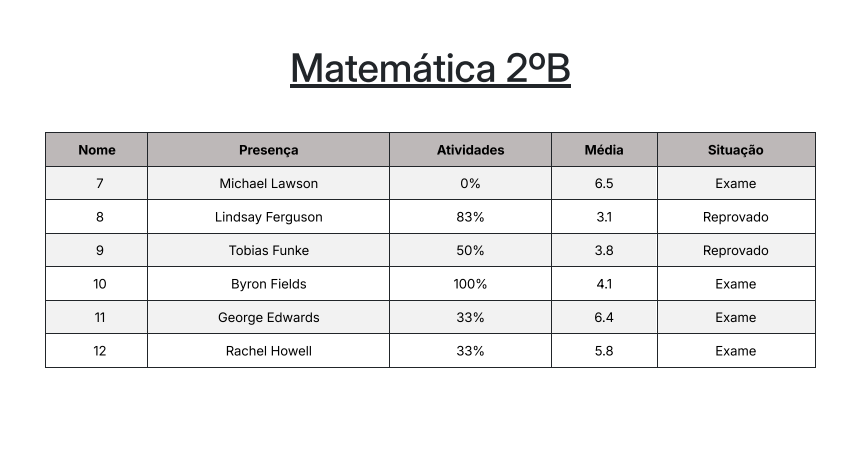 Matemática 2ºB
Nome Presença Atividades Média Situação
7 Michael Lawson 0% 6.5 Exame
8 Lindsay Ferguson 83% 3.1 Reprovado
9 Tobias Funke 50% 3.8 Reprovado
10 Byron Fields 100% 4.1 Exame
11 George Edwards 33% 6.4 Exame
12 Rachel Howell 33% 5.8 Exame